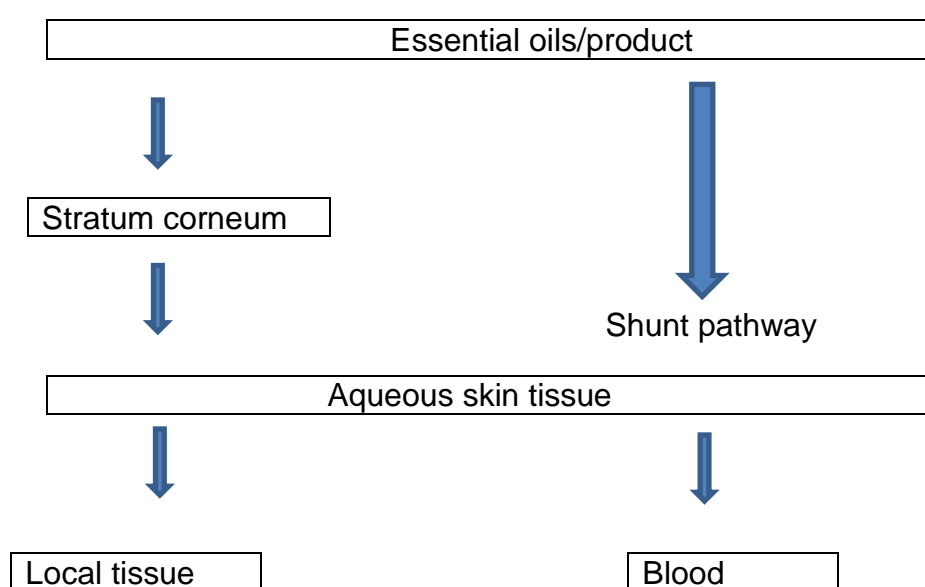 Essential oils/product
Stratum corneum
Shunt pathway
Aqueous skin tissue
Local tissue
Blood